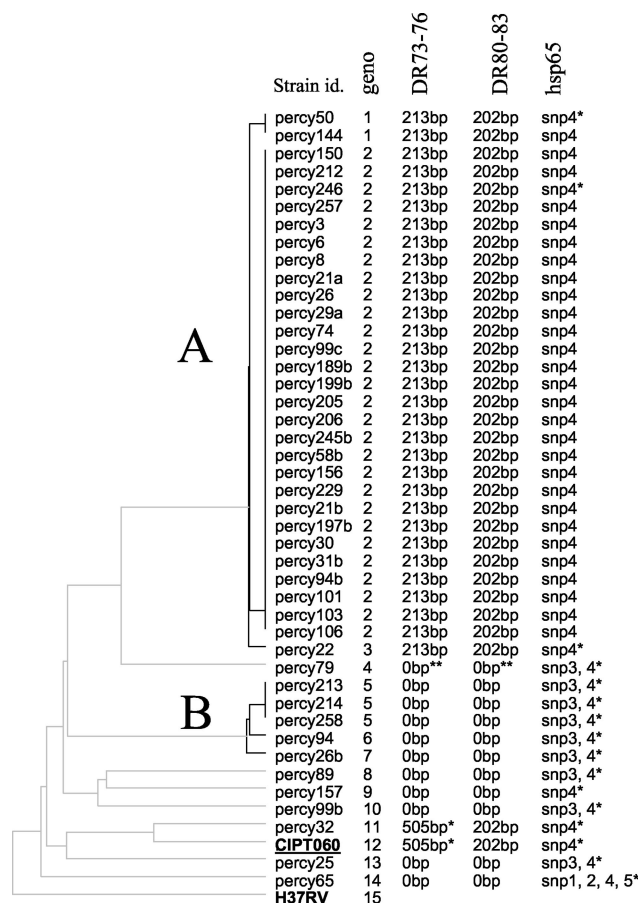 Strain id. geno DR73-76 DR80-83 hsp65
percy50 1 213bp 202bp snp4*
percy144 1 213bp 202bp snp4
percy150 2 213bp 202bp snp4
percy212 2 213bp 202bp snp4
percy246 2 213bp 202bp snp4*
percy257 2 213bp 202bp snp4
percy3 2 213bp 202bp snp4
percy6 2 213bp 202bp snp4
percy8 2 213bp 202bp snp4
percy21a 2 213bp 202bp snp4
percy26 2 213bp 202bp snp4
percy29a 2 213bp 202bp snp4
percy74 2 213bp 202bp snp4
A
percy99c 2 213bp 202bp snp4
percy189b 2 213bp 202bp snp4
percy199b 2 213bp 202bp snp4
percy205 2 213bp 202bp snp4
percy206 2 213bp 202bp snp4
percy245b 2 213bp 202bp snp4
percy58b 2 213bp 202bp snp4
percy156 2 213bp 202bp snp4
percy229 2 213bp 202bp snp4
percy21b 2 213bp 202bp snp4
percy197b 2 213bp 202bp snp4
percy30 2 213bp 202bp snp4
percy31b 2 213bp 202bp snp4
percy94b 2 213bp 202bp snp4
percy101 2 213bp 202bp snp4
percy103 2 213bp 202bp snp4
percy106 2 213bp 202bp snp4
percy22 3 213bp 202bp snp4*
percy79 4 0bp** 0bp** snp3, 4*
percy213 5 0bp 0bp snp3, 4*
percy214 5 0bp 0bp snp3, 4*
B
percy258 5 0bp 0bp snp3, 4*
percy94 6 0bp 0bp snp3, 4*
percy26b 7 0bp 0bp snp3, 4*
percy89 8 0bp 0bp snp3, 4*
percy157 9 0bp 0bp snp4*
percy99b 10 0bp 0bp snp3, 4*
percy32 11 505bp* 202bp snp4*
CIPT060 12 505bp* 202bp snp4*
percy25 13 0bp 0bp snp3, 4*
percy65 14 0bp 0bp snp1, 2, 4, 5*
H37RV 15